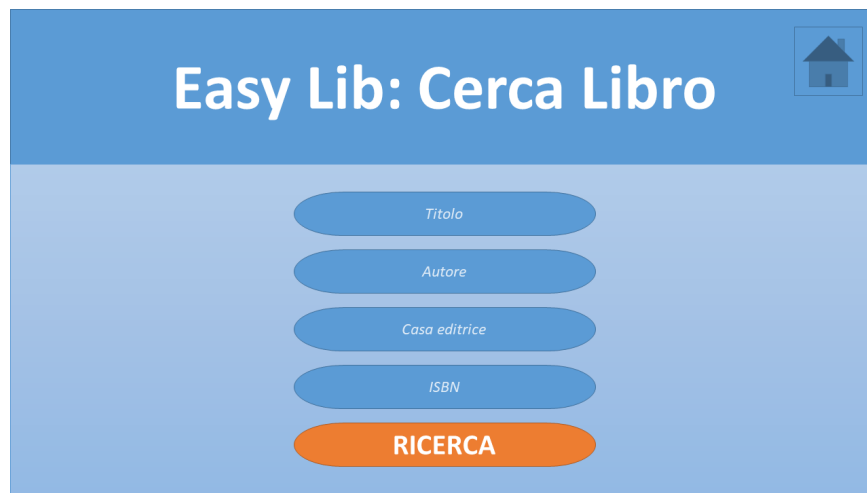 Easy Lib: Cerca Libro
Titolo
Autore
Casa editrice
ISBN
RICERCA